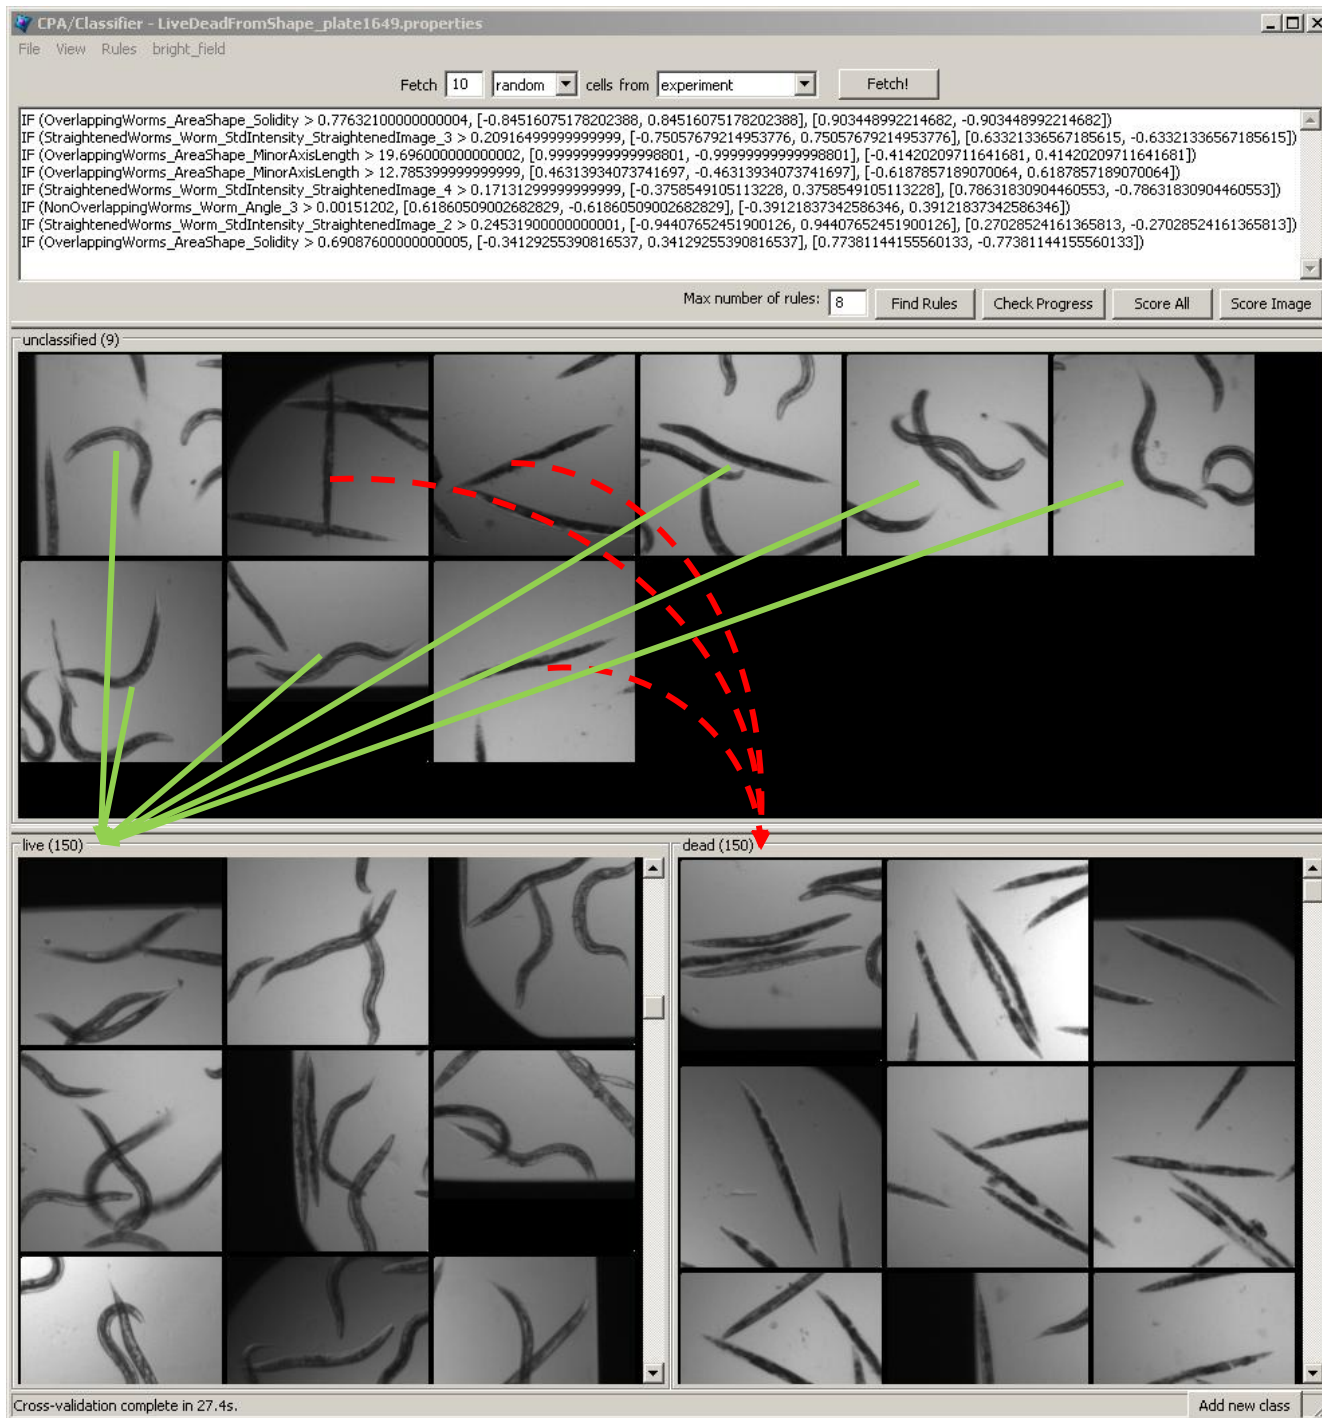 CPA/Classifier - LiveDeadFromShape_plate1649.properties
File View Rules bright_field
Fetch 10 random cells from experiment Fetch!
IF (OverlappingWorms_AreaShape_Solidity > 0.77632100000000004, [-0.84516075178202388, 0.84516075178202388], [0.903448992214682, -0.903448992214682])
IF (StraightenedWorms_Worm_StdIntensity_StraightenedImage_3 > 0.20916499999999999, [-0.75057679214953776, 0.75057679214953776], [0.63321336567185615, -0.63321336567185615])
IF (OverlappingWorms_AreaShape_MinorAxisLength > 19.696000000000002, [0.99999999999998801, -0.99999999999998801], [-0.41420209711641681, 0.41420209711641681])
IF (OverlappingWorms_AreaShape_MinorAxisLength > 12.785399999999999, [0.46313934073741697, -0.46313934073741697], [-0.6187857189070064, 0.6187857189070064])
IF (StraightenedWorms_Worm_StdIntensity_StraightenedImage_4 > 0.17131299999999999, [-0.3758549105113228, 0.3758549105113228], [0.78631830904460553, -0.78631830904460553])
IF (NonOverlappingWorms_Worm_Angle_3 > 0.00151202, [0.61860509002682829, -0.61860509002682829], [-0.39121837342586346, 0.39121837342586346])
IF (StraightenedWorms_Worm_StdIntensity_StraightenedImage_2 > 0.24531900000000001, [-0.94407652451900126, 0.94407652451900126], [0.27028524161365813, -0.27028524161365813])
IF (OverlappingWorms_AreaShape_Solidity > 0.69087600000000005, [-0.34129255390816537, 0.34129255390816537], [0.77381144155560133, -0.77381144155560133])
Max number of rules: 8 Find Rules Check Progress Score All Score Image
unclassified (9)
live (150)
dead (150)
Cross-validation complete in 27.4s.
Add new class